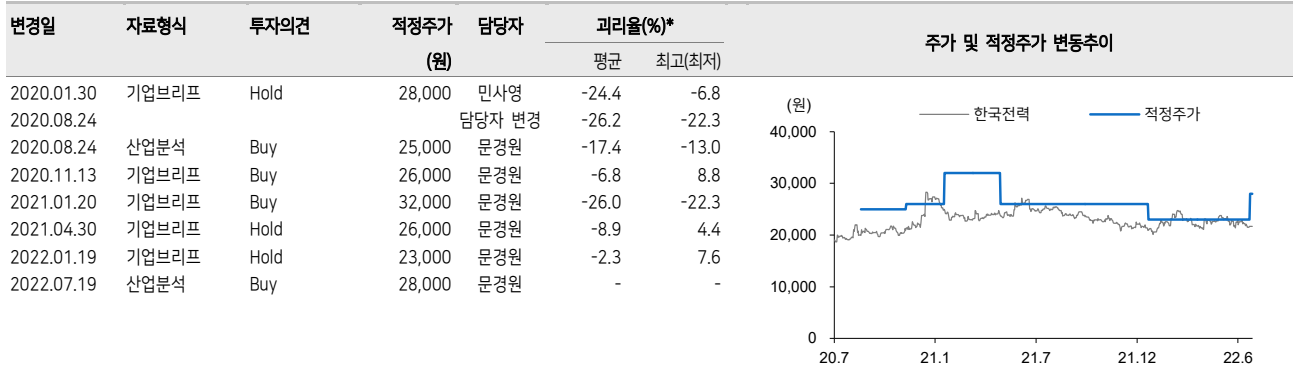 변경일 자료형식 투자의견 적정주가 담당자 괴리율(%)*
(원) 평균 최고(최저)
2020.01.30 기업브리프 Hold 28,000 민사영 -24.4 -6.8
2020.08.24 담당자 변경 -26.2 -22.3
2020.08.24 산업분석 Buy 25,000 문경원 -17.4 -13.0
2020.11.13 기업브리프 Buy 26,000 문경원 -6.8 8.8
2021.01.20 기업브리프 Buy 32,000 문경원 -26.0 -22.3
2021.04.30 기업브리프 Hold 26,000 문경원 -8.9 4.4
2022.01.19 기업브리프 Hold 23,000 문경원 -2.3 7.6
2022.07.19 산업분석 Buy 28,000 문경원 - -
주가 및 적정주가 변동추이
(원)
한국전력 적정주가
40,000
30,000
20,000
10,000
0
20.7 21.1 21.7 21.12 22.6